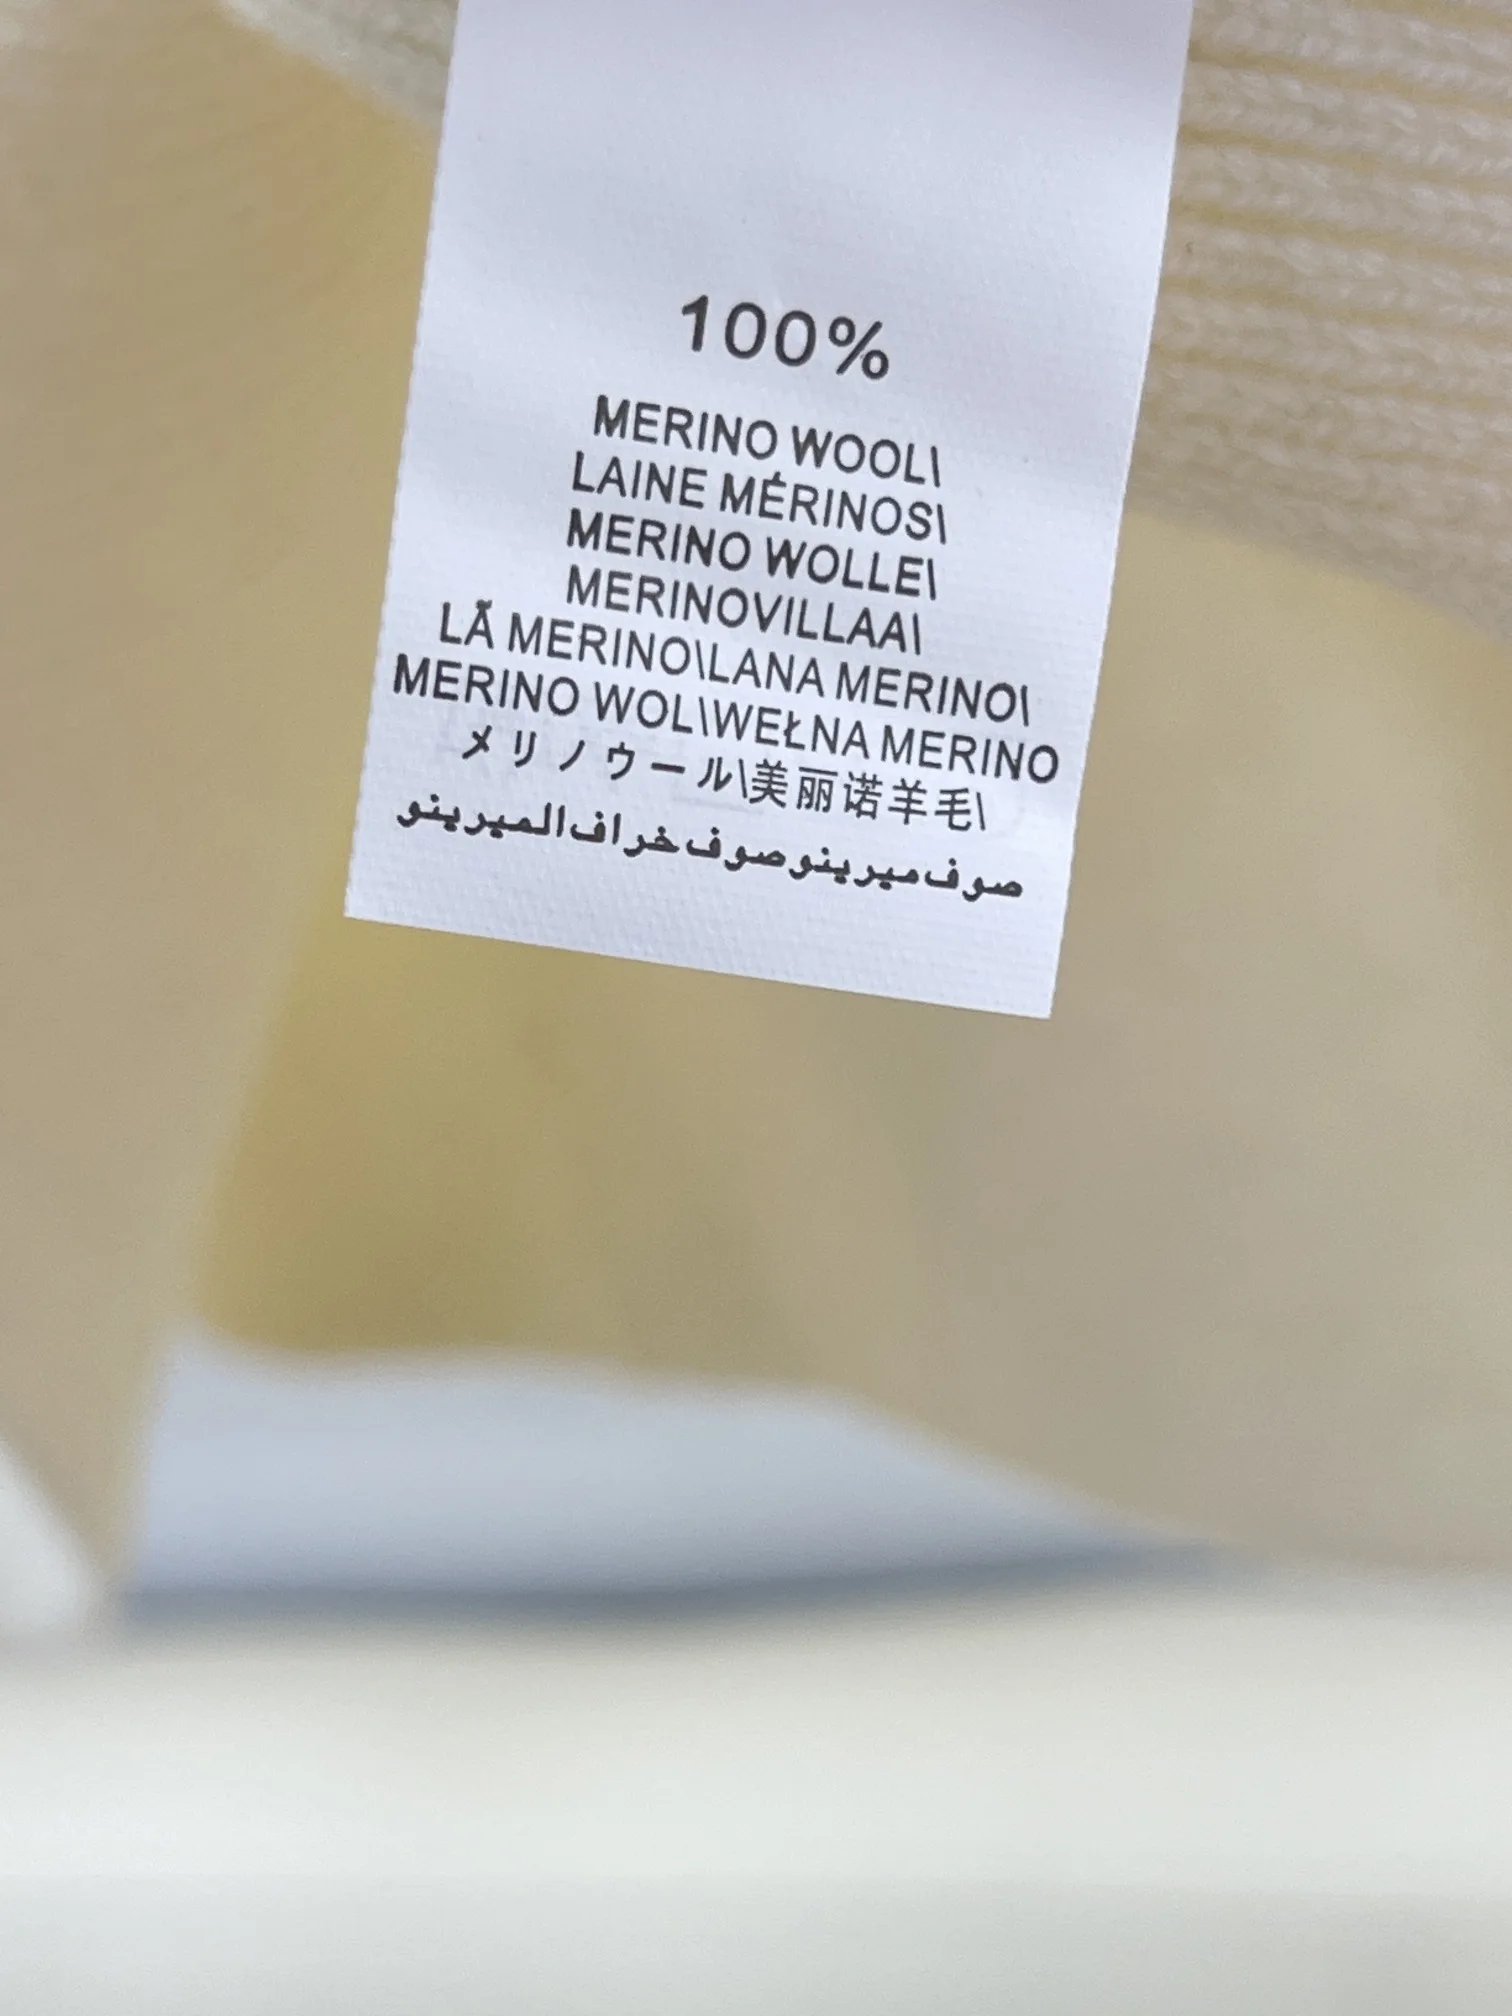 100%
MERINO WOOL\
LAINE MÉRINOS\
MERINO WOLLE\
MERINOVILLAA\
LÃ MERINO\LANA MERINO\
MERINO WOL\WEŁNA MERINO
メリノウール\美丽诺羊毛\
صوف ميرينو صوف خراف الميرينو